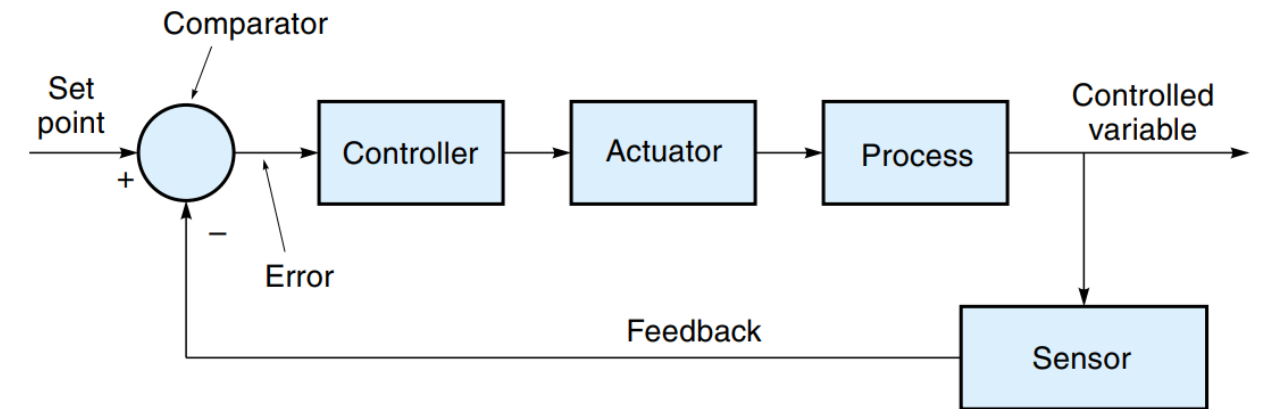 Comparator
Set
point
+
−
Error
Controller
Actuator
Process
Controlled
variable
Feedback
Sensor